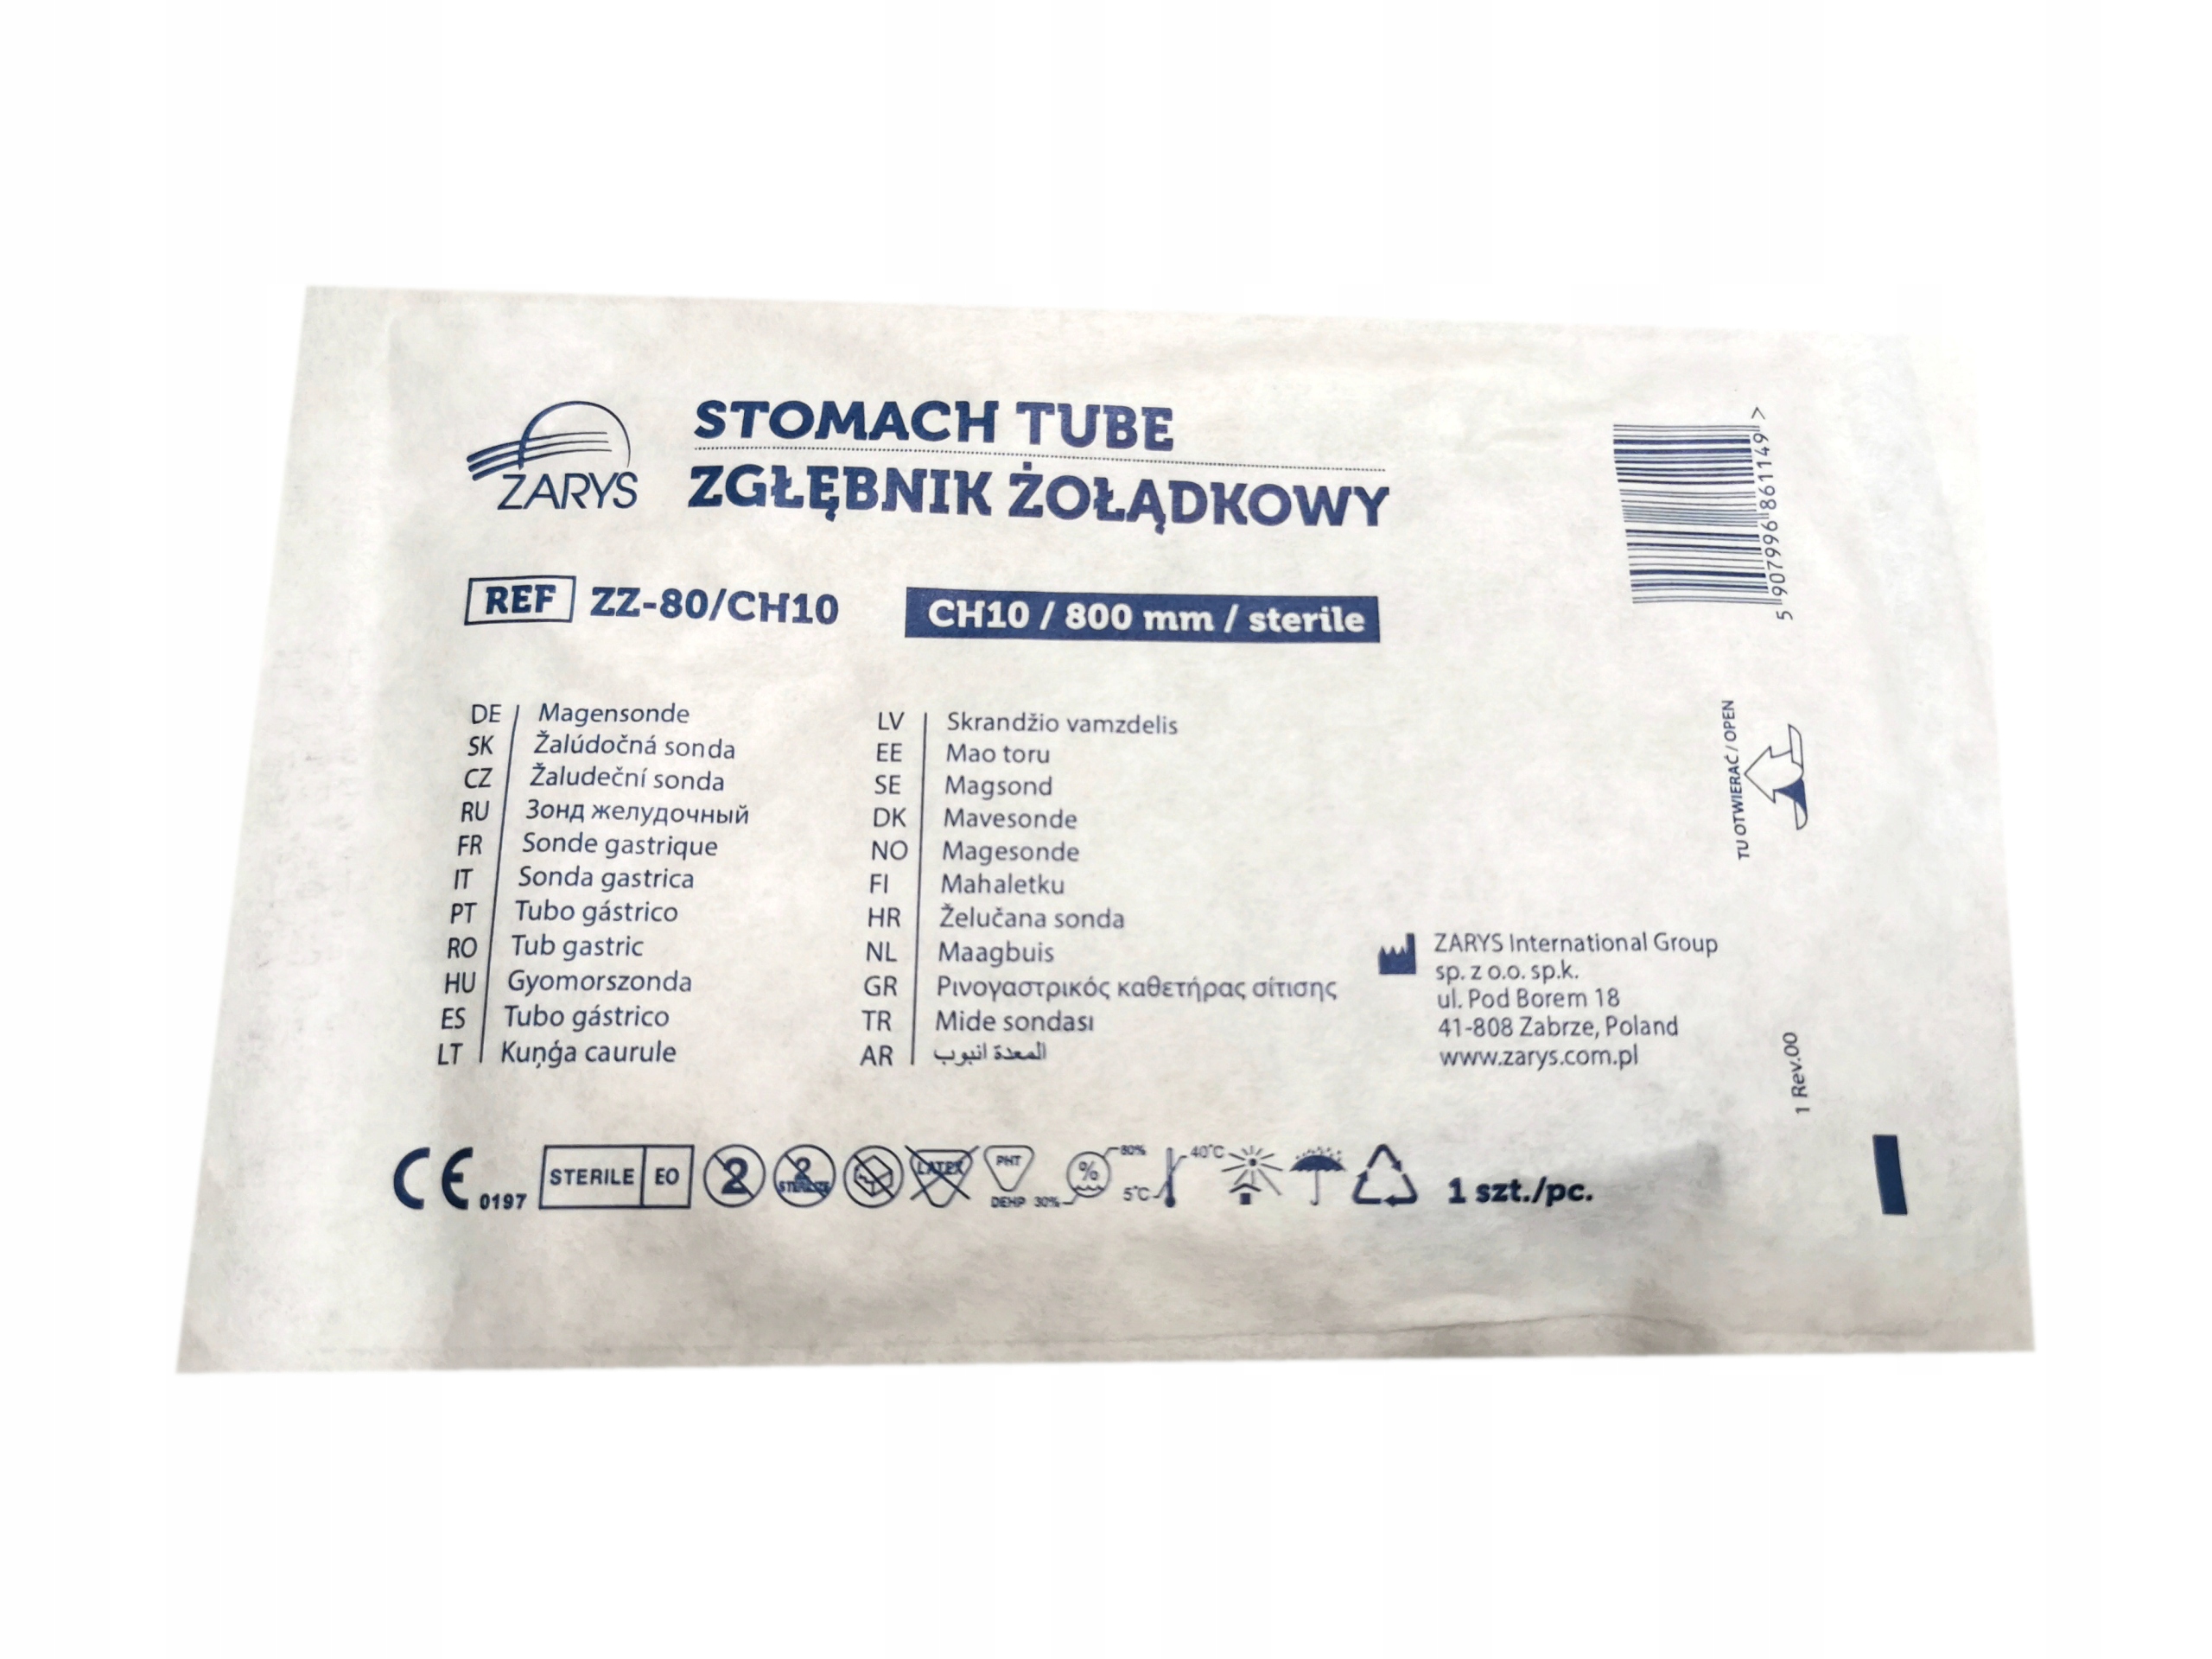 ZARYS
STOMACH TUBE
ZGŁĘBNIK ŻOŁĄDKOWY
REF ZZ-80/CH10
CH10 / 800 mm / sterile
5 907996 861149 >
DE Magensonde
SK Žalúdočná sonda
CZ Žaludeční sonda
RU Зонд желудочный
FR Sonde gastrique
IT Sonda gastrica
PT Tubo gástrico
RO Tub gastric
HU Gyomorszonda
ES Tubo gástrico
LT Kuņģa caurule
LV Skrandžio vamzdelis
EE Mao toru
SE Magsond
DK Mavesonde
NO Magesonde
FI Mahaletku
HR Želučana sonda
NL Maagbuis
GR Ρινογαστρικός καθετήρας σίτισης
TR Mide sondası
AR المعدة انبوب
TU OTWIERAĆ / OPEN
ZARYS International Group
sp. z o.o. sp.k.
ul. Pod Borem 18
41-808 Zabrze, Poland
www.zarys.com.pl
1 Rev.00
CE 0197
STERILE EO
2
2 STERILIZE
LATEX
PHT
DEHP
% 80% 30%
5°C 40°C
1 szt./pc.